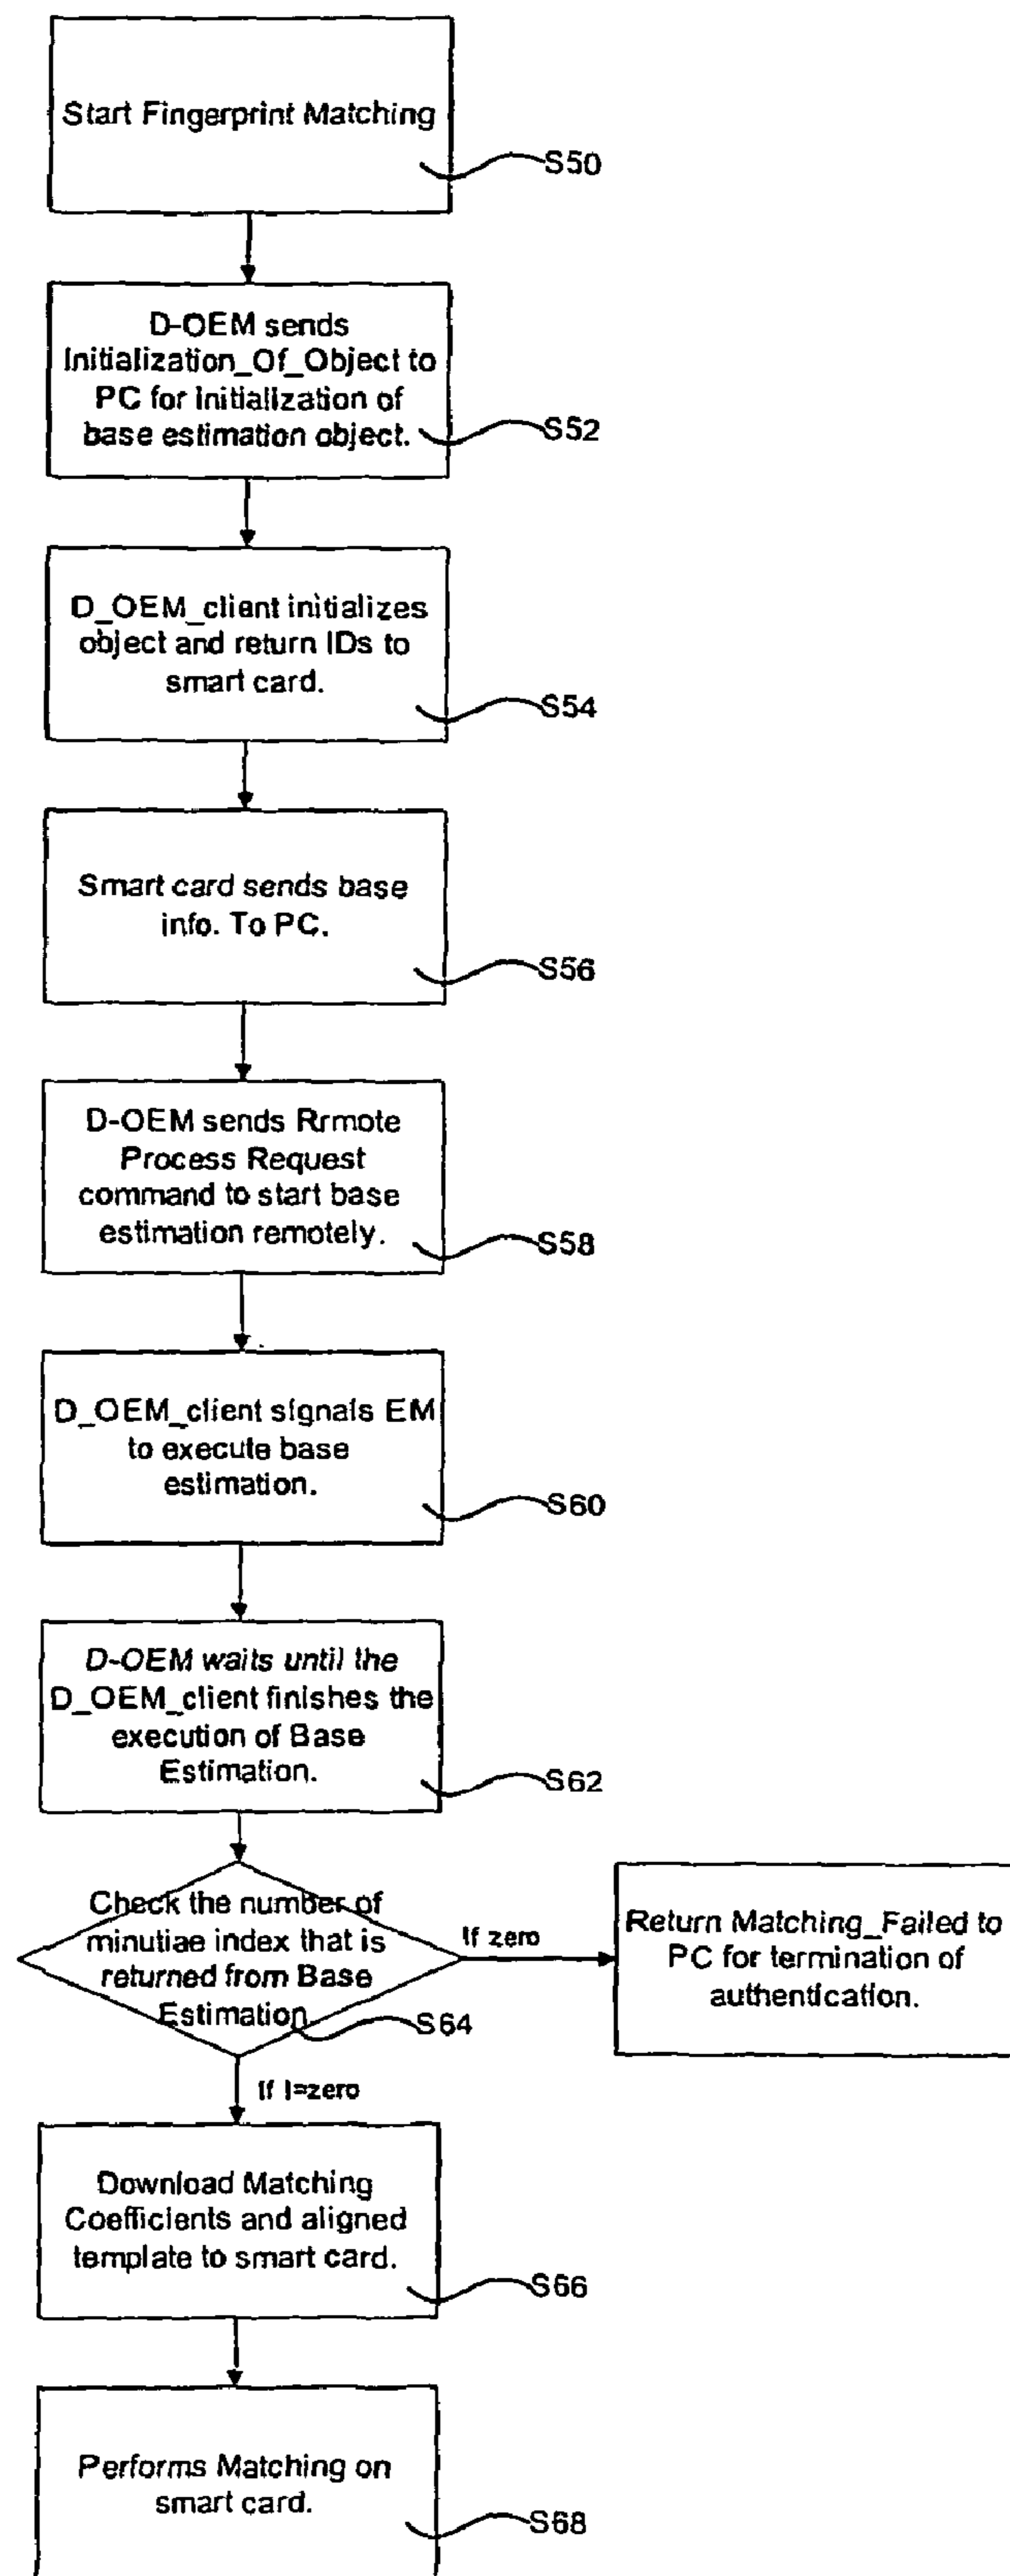 Start Fingerprint Matching
S50
D-OEM sends
Initialization_Of_Object to
PC for Initialization of
base estimation object.
S52
D_OEM_client initializes
object and return IDs to
smart card.
S54
Smart card sends base
info. To PC.
S56
D-OEM sends Rrmote
Process Request
command to start base
estimation remotely.
S58
D_OEM_client signals EM
to execute base
estimation.
S60
D-OEM waits until the
D_OEM_client finishes the
execution of Base
Estimation.
S62
Check the number of
minutiae index that is
returned from Base
Estimation
S64
If zero
Return Matching_Failed to
PC for termination of
authentication.
If !=zero
Download Matching
Coefficients and aligned
template to smart card.
S66
Performs Matching on
smart card.
S68